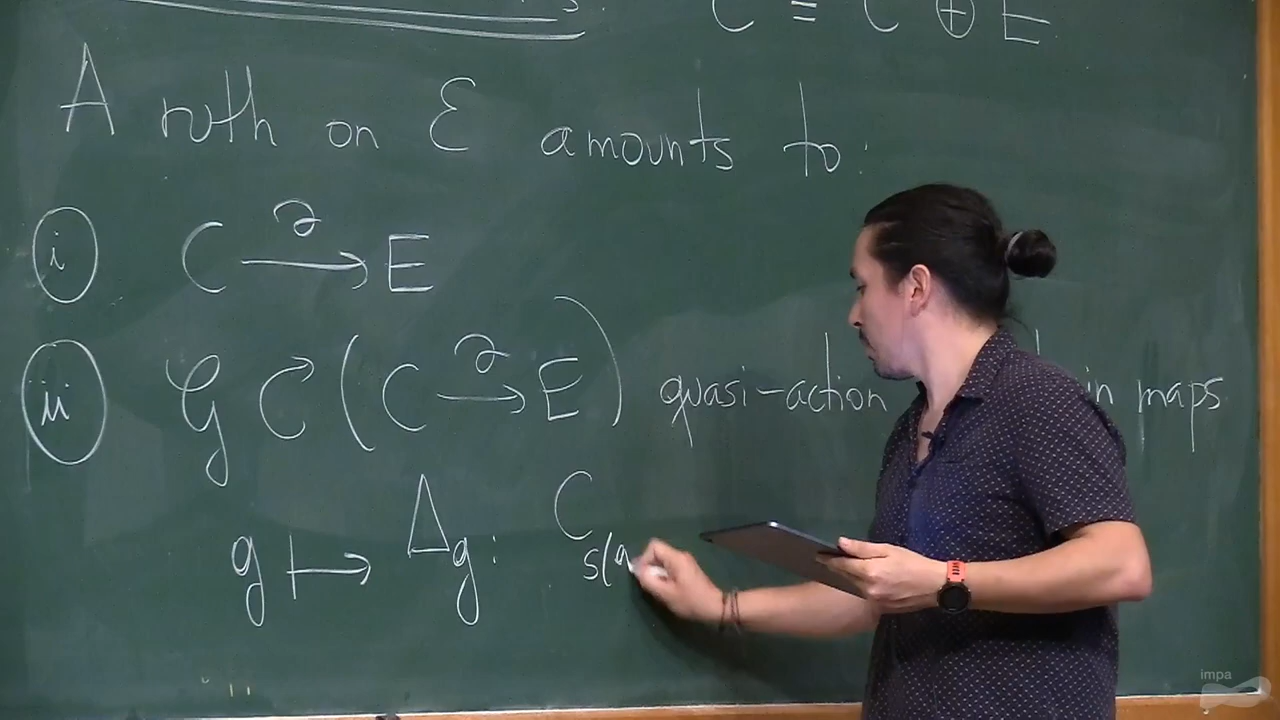 C = C ⊕ E
A ruth on ℰ amounts to:
i C ∂→ E
ii 𝒢 ↻ (C ∂→ E) quasi-action in maps
g ↦ Δg: C s(g
impa